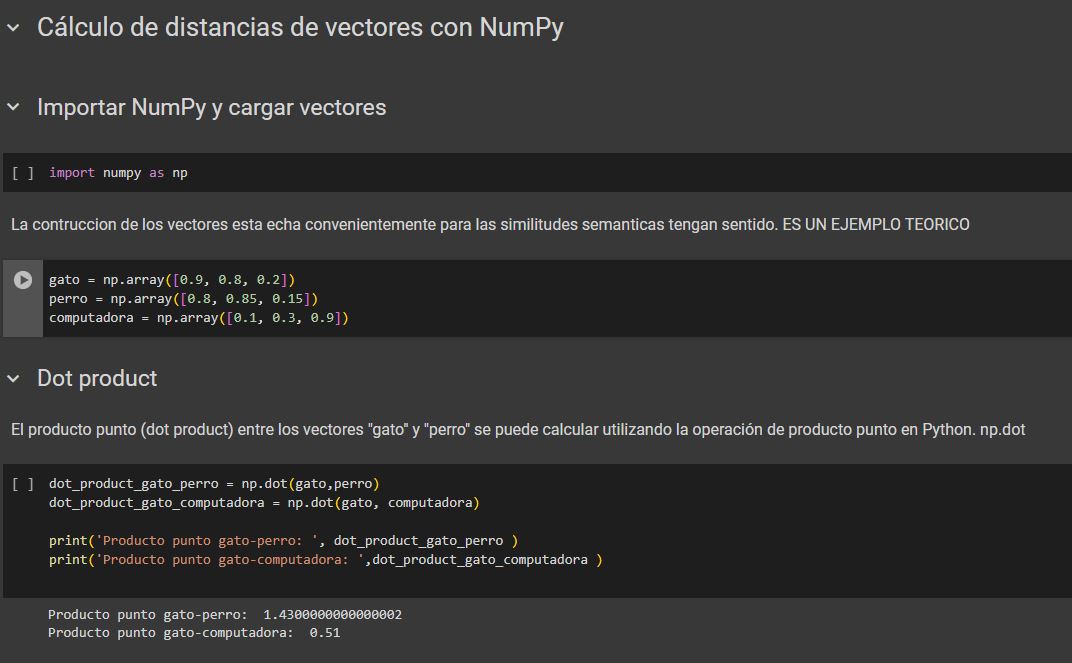 Cálculo de distancias de vectores con NumPy
Importar NumPy y cargar vectores
[ ] import numpy as np
La contruccion de los vectores esta echa convenientemente para las similitudes semanticas tengan sentido. ES UN EJEMPLO TEORICO
gato = np.array([0.9, 0.8, 0.2])
perro = np.array([0.8, 0.85, 0.15])
computadora = np.array([0.1, 0.3, 0.9])
Dot product
El producto punto (dot product) entre los vectores "gato" y "perro" se puede calcular utilizando la operación de producto punto en Python. np.dot
[ ] dot_product_gato_perro = np.dot(gato,perro)
dot_product_gato_computadora = np.dot(gato, computadora)
print('Producto punto gato-perro: ', dot_product_gato_perro )
print('Producto punto gato-computadora: ',dot_product_gato_computadora )
Producto punto gato-perro:  1.4300000000000002
Producto punto gato-computadora:  0.51